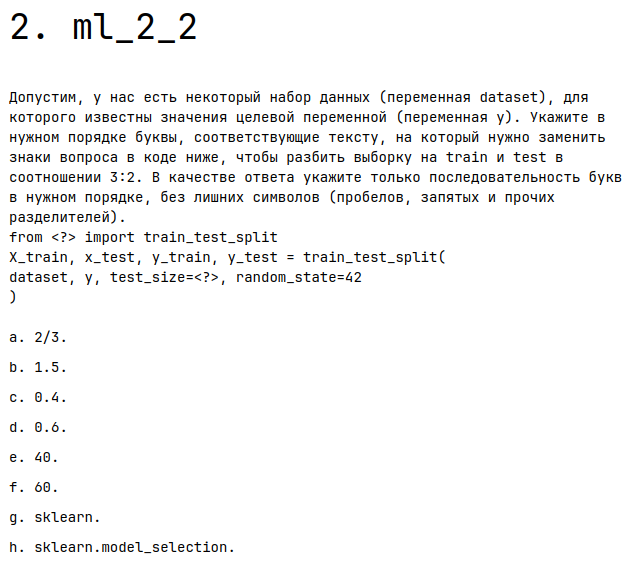 2. ml_2_2
Допустим, у нас есть некоторый набор данных (переменная dataset), для
которого известны значения целевой переменной (переменная y). Укажите в
нужном порядке буквы, соответствующие тексту, на который нужно заменить
знаки вопроса в коде ниже, чтобы разбить выборку на train и test в
соотношении 3:2. В качестве ответа укажите только последовательность букв
в нужном порядке, без лишних символов (пробелов, запятых и прочих
разделителей).
from <?> import train_test_split
X_train, x_test, y_train, y_test = train_test_split(
dataset, y, test_size=<?>, random_state=42
)
a. 2/3.
b. 1.5.
c. 0.4.
d. 0.6.
e. 40.
f. 60.
g. sklearn.
h. sklearn.model_selection.